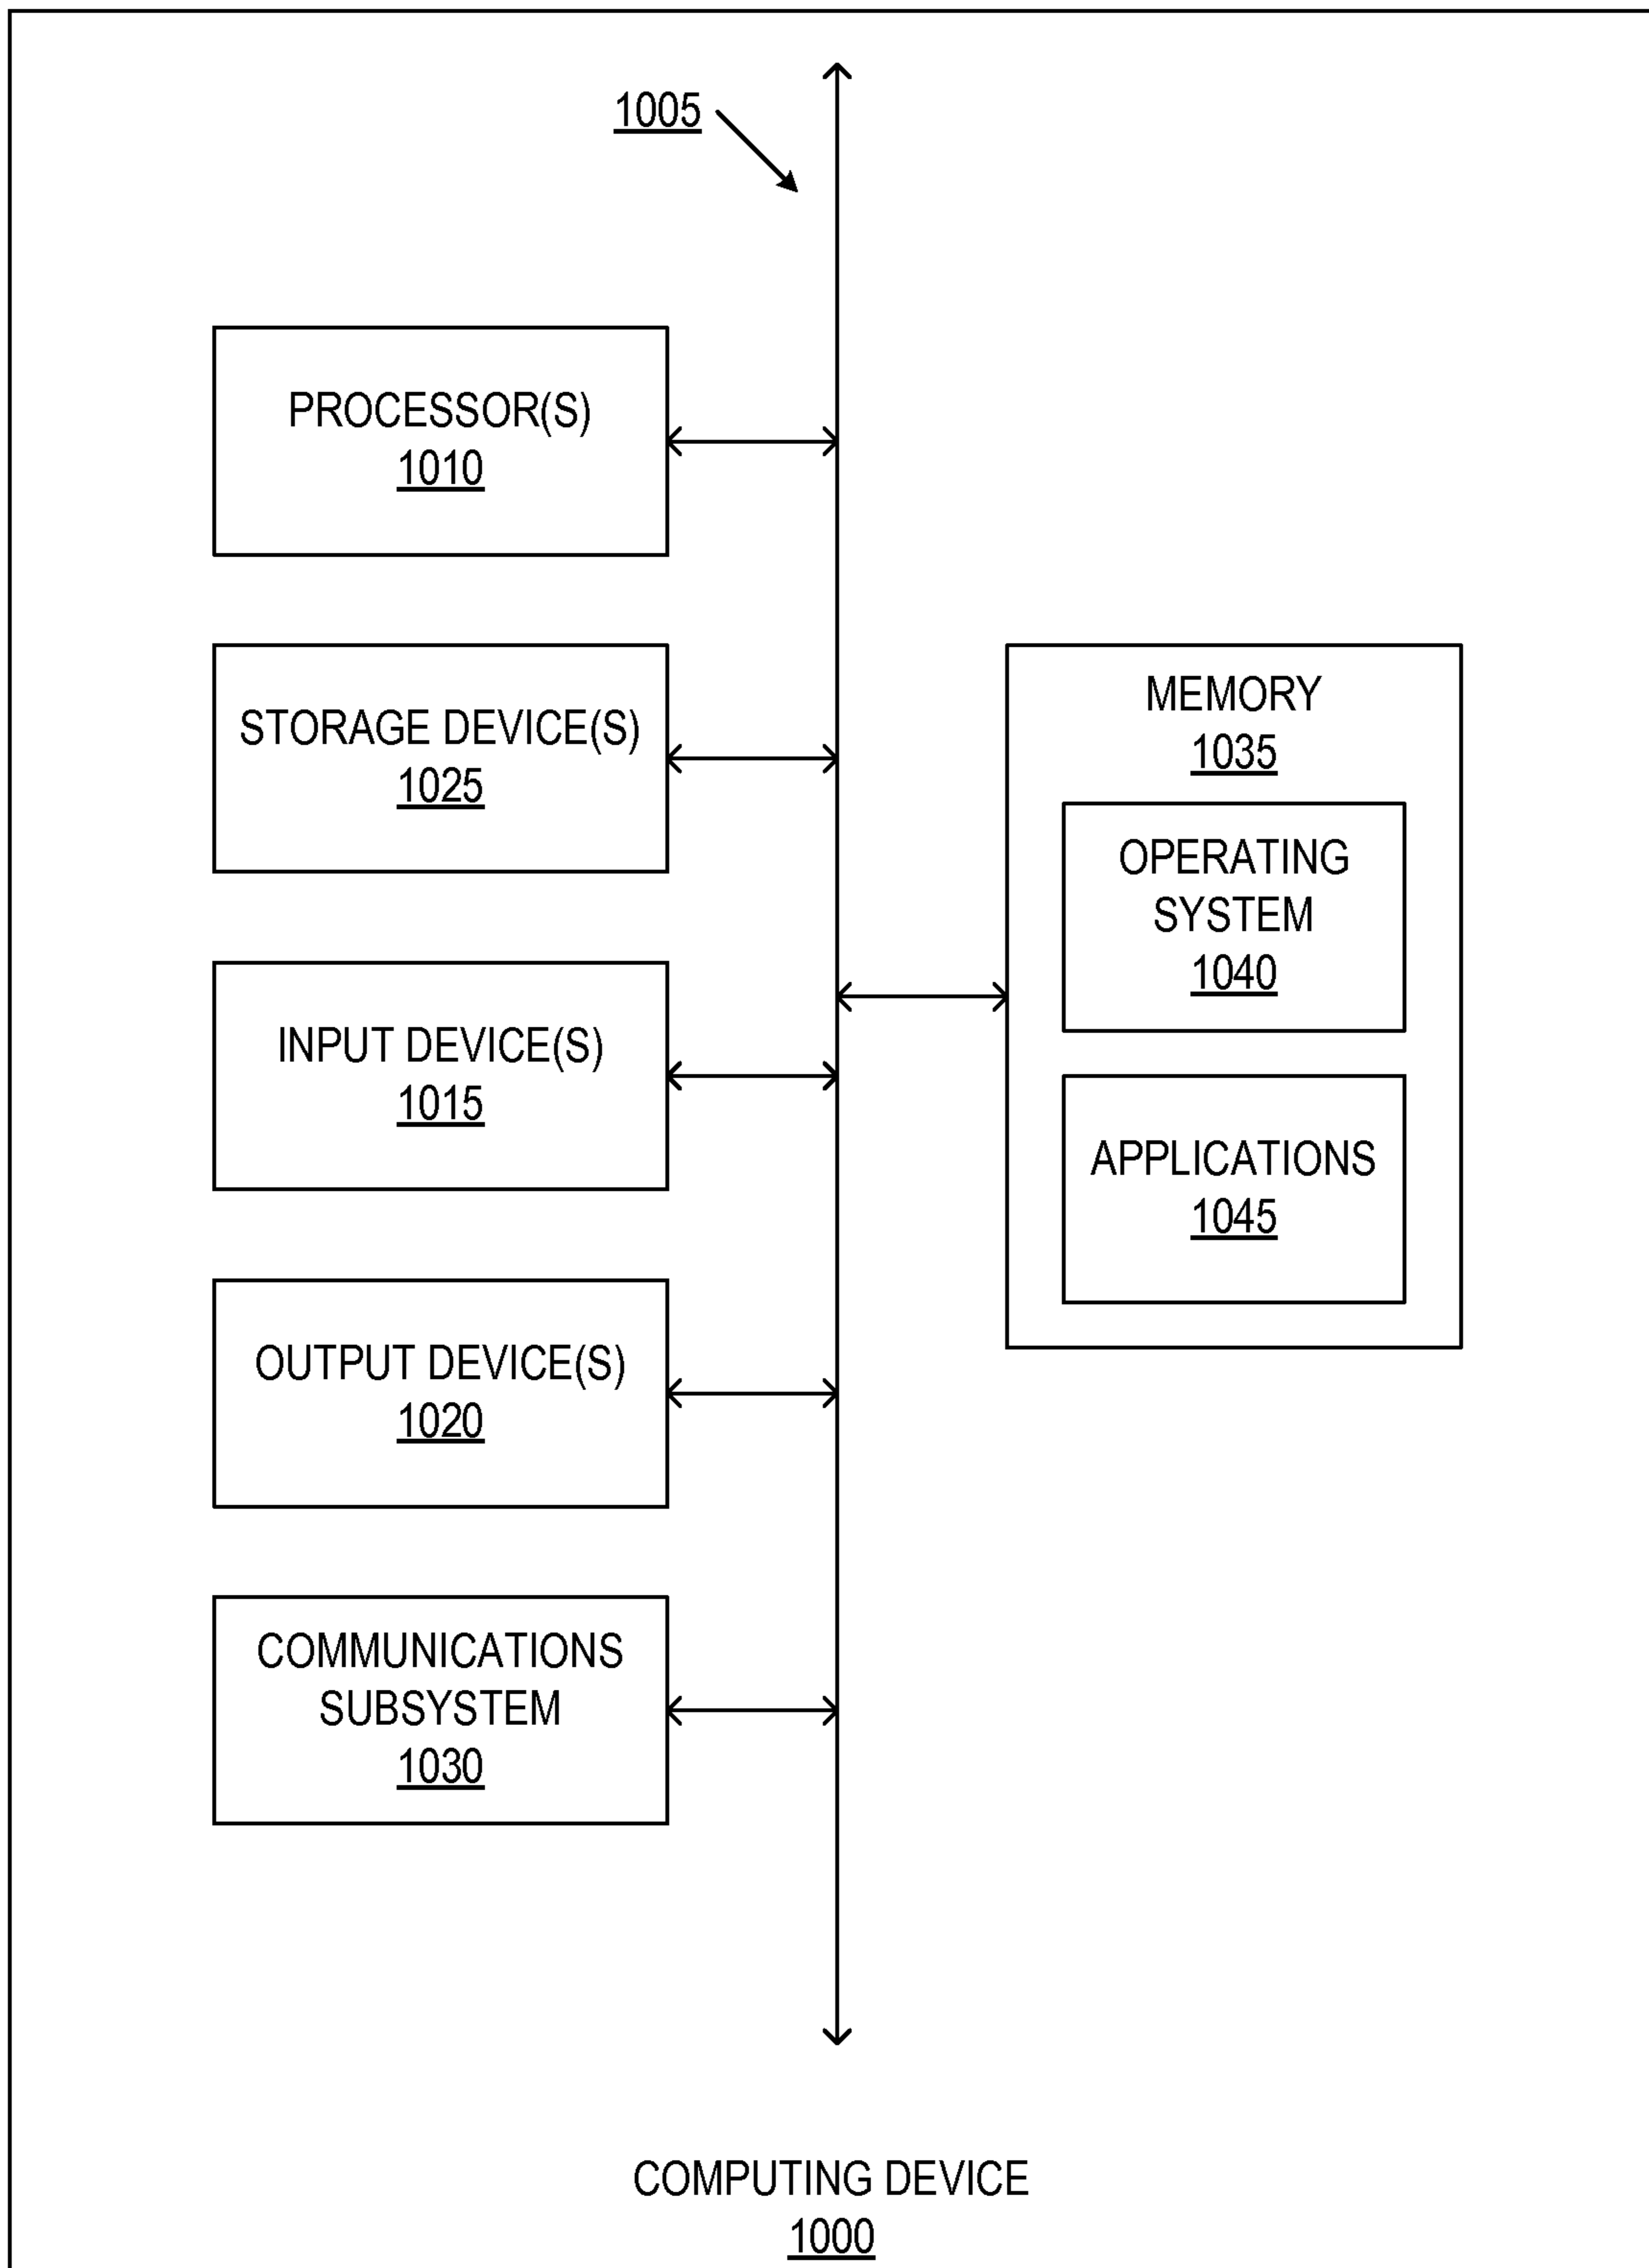 1005
PROCESSOR(S)
1010
STORAGE DEVICE(S)
1025
INPUT DEVICE(S)
1015
OUTPUT DEVICE(S)
1020
COMMUNICATIONS
SUBSYSTEM
1030
MEMORY
1035
OPERATING
SYSTEM
1040
APPLICATIONS
1045
COMPUTING DEVICE
1000